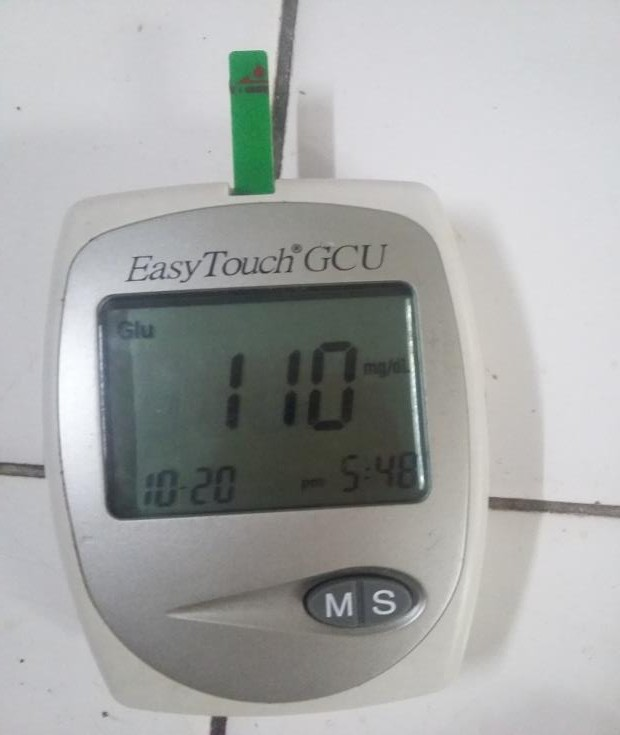 EasyTouch® GCU
Glu
110 mg/dL
10-20 pm 5:48
M S